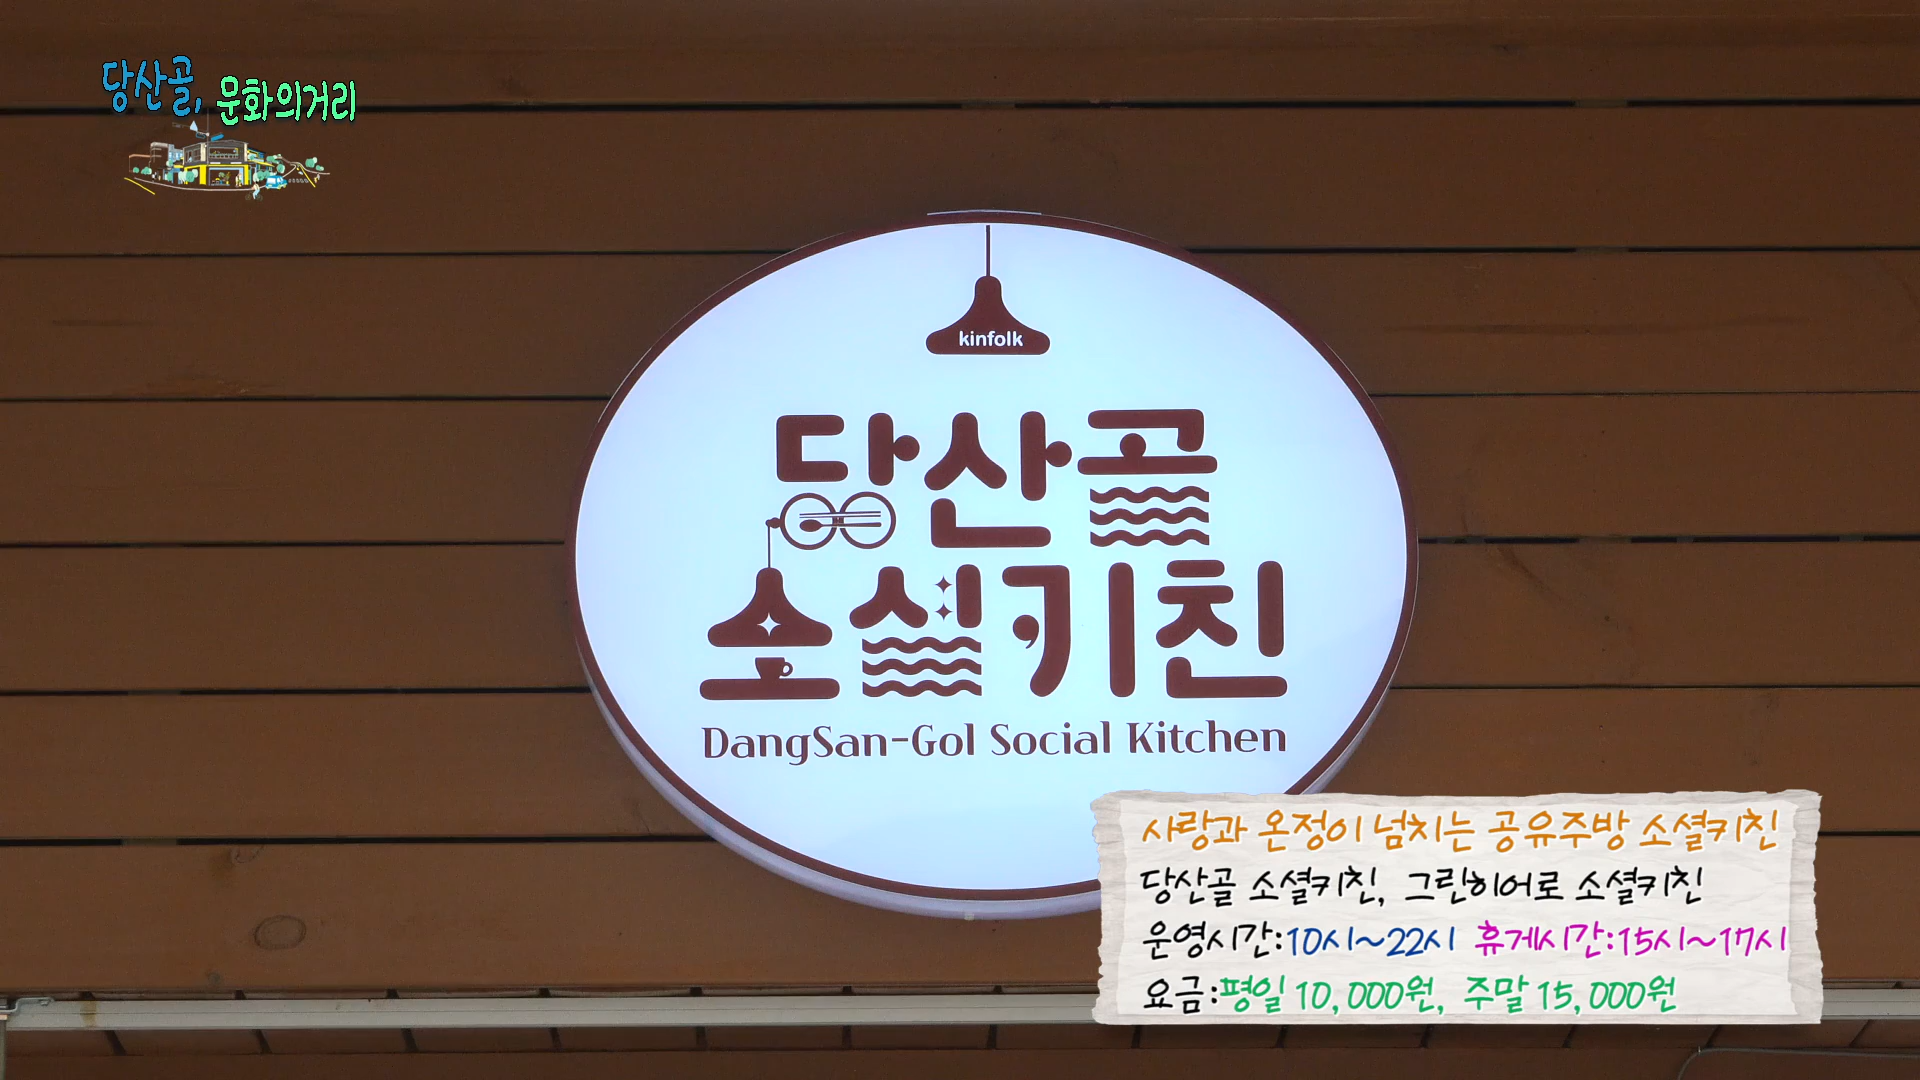 당산골, 문화의거리
kinfolk
당산골
소셜키친
DangSan-Gol Social Kitchen
사랑과 온정이 넘치는 공유주방 소셜키친
당산골 소셜키친, 그린히어로 소셜키친
운영시간:10시~22시 휴게시간:15시~17시
요금:평일 10,000원, 주말 15,000원